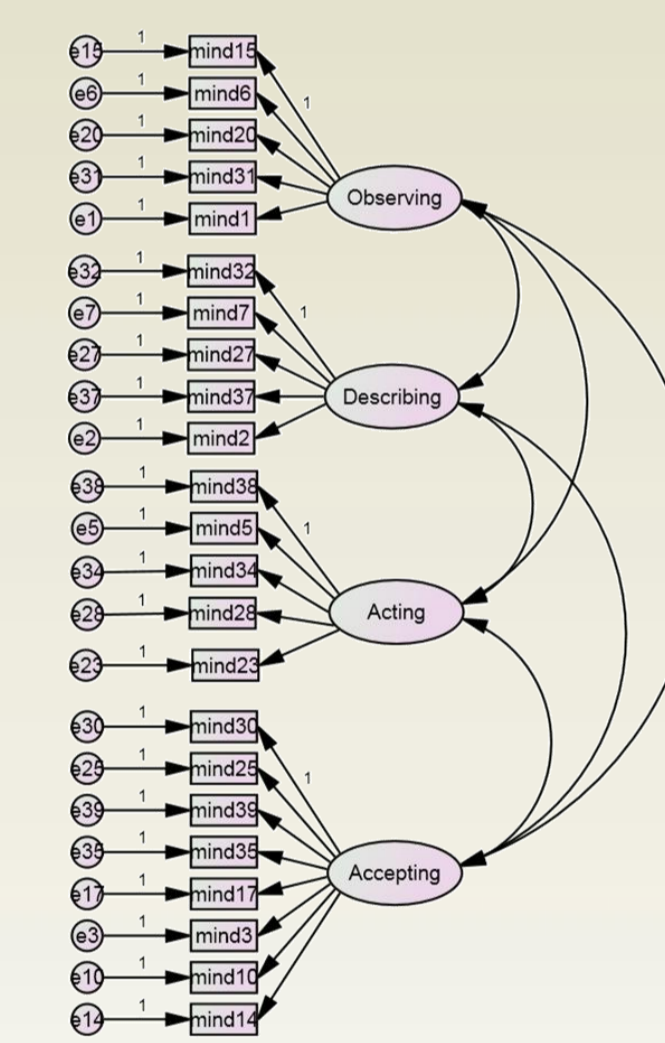 e15 1 mind15
1
e6 1 mind6
e20 1 mind20
e31 1 mind31
e1 1 mind1
Observing
e32 1 mind32
e7 1 mind7
1
e27 1 mind27
e37 1 mind37
e2 1 mind2
Describing
e38 1 mind38
e5 1 mind5
1
e34 1 mind34
e28 1 mind28
e23 1 mind23
Acting
e30 1 mind30
e25 1 mind25
1
e39 1 mind39
e35 1 mind35
e17 1 mind17
e3 1 mind3
e10 1 mind10
e14 1 mind14
Accepting